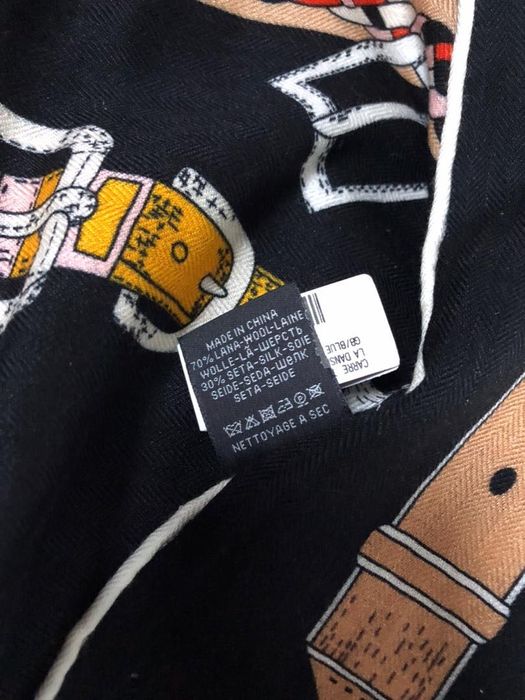 MADE IN CHINA
70% LANA-WOOL-LAINE
WOLLE-LÃ-ШЕРСТЬ
30% SETA-SILK-SOIE
SEIDE-SEDA-ШЕЛК
SETA-SEIDE
NETTOYAGE A SEC
CARRE
LA DANS
GB/BLUE